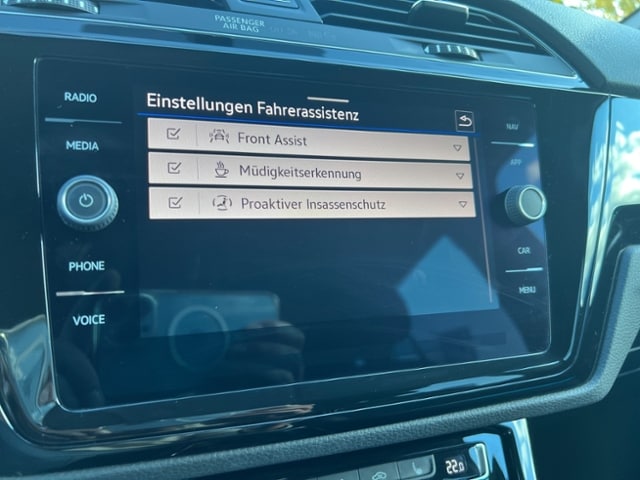 PASSENGER
AIR BAG
RADIO
MEDIA
PHONE
VOICE
Einstellungen Fahrerassistenz
Front Assist
Müdigkeitserkennung
Proaktiver Insassenschutz
NAV
APP
CAR
MENU
22.0